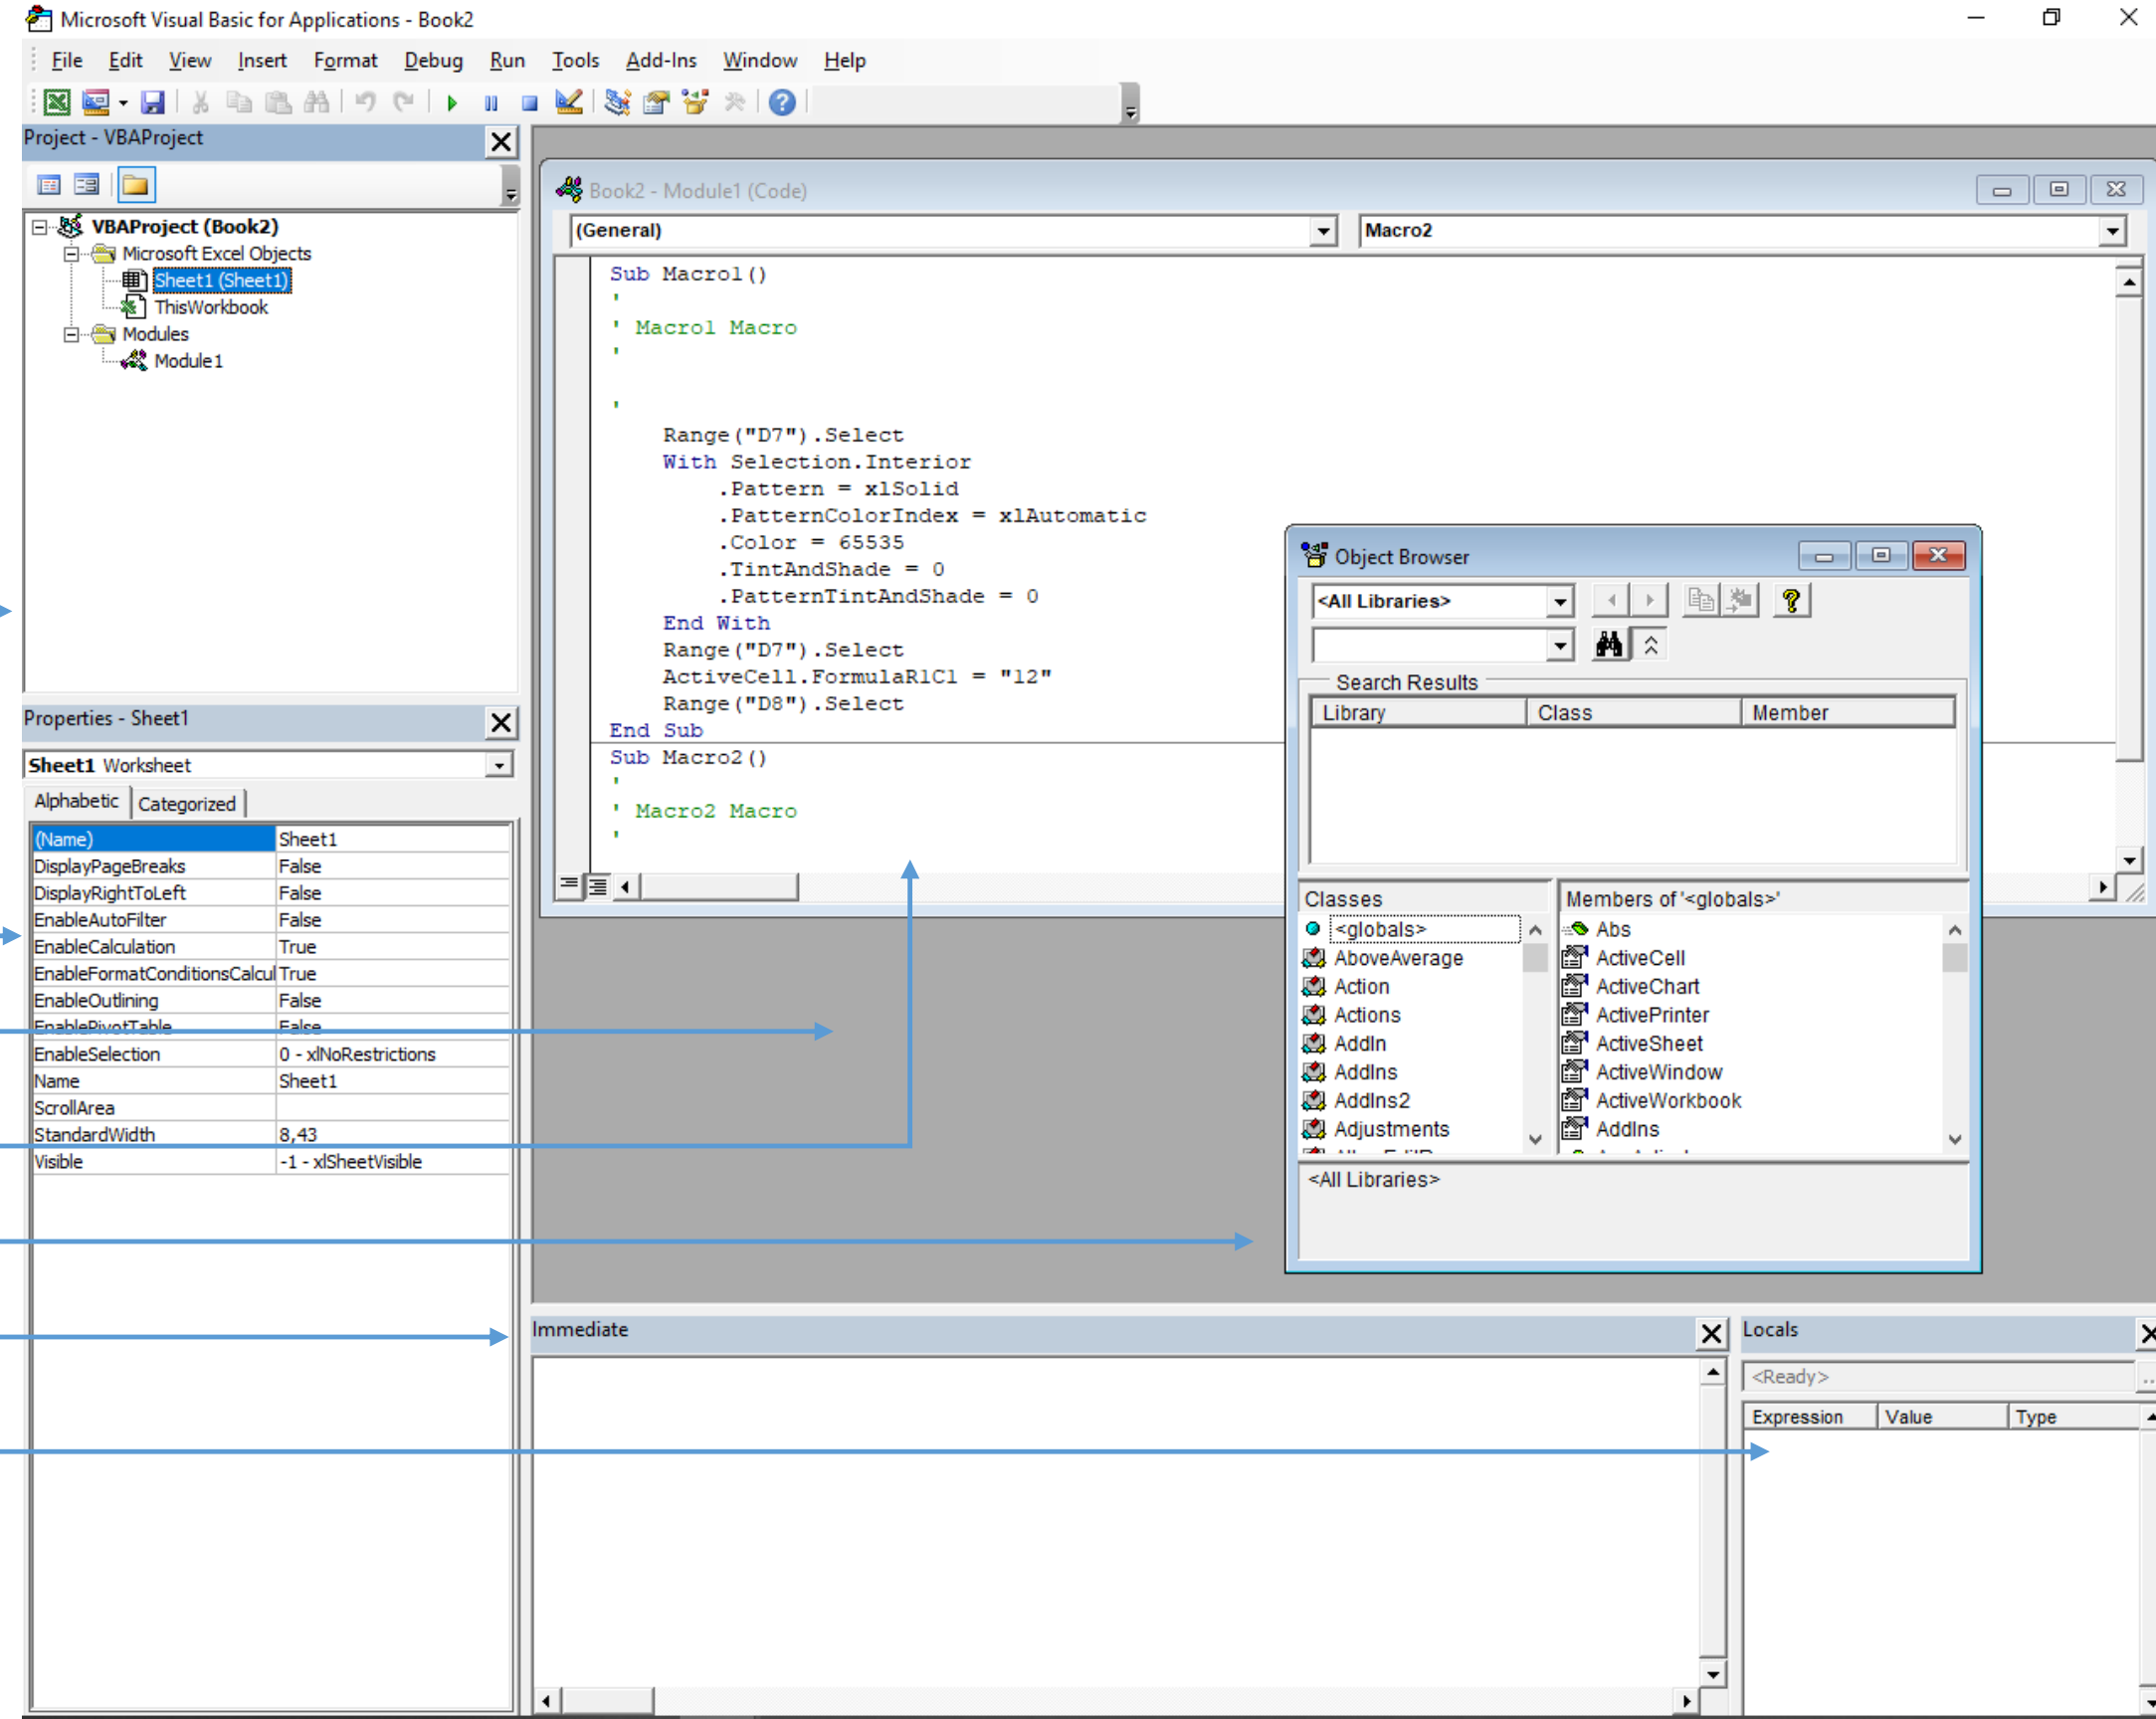 Microsoft Visual Basic for Applications - Book2
File Edit View Insert Format Debug Run Tools Add-Ins Window Help
Project - VBAProject
VBAProject (Book2)
Microsoft Excel Objects
Sheet1 (Sheet1)
ThisWorkbook
Modules
Module1
Properties - Sheet1
Sheet1 Worksheet
Alphabetic Categorized
(Name) Sheet1
DisplayPageBreaks False
DisplayRightToLeft False
EnableAutoFilter False
EnableCalculation True
EnableFormatConditionsCalcul True
EnableOutlining False
EnablePivotTable False
EnableSelection 0 - xlNoRestrictions
Name Sheet1
ScrollArea
StandardWidth 8,43
Visible -1 - xlSheetVisible
Book2 - Module1 (Code)
(General) Macro2
Sub Macro1()
'
' Macro1 Macro
'
'
Range("D7").Select
With Selection.Interior
.Pattern = xlSolid
.PatternColorIndex = xlAutomatic
.Color = 65535
.TintAndShade = 0
.PatternTintAndShade = 0
End With
Range("D7").Select
ActiveCell.FormulaR1C1 = "12"
Range("D8").Select
End Sub
Sub Macro2()
'
' Macro2 Macro
'
Object Browser
<All Libraries>
Search Results
Library Class Member
Classes
<globals>
AboveAverage
Action
Actions
AddIn
AddIns
AddIns2
Adjustments
Members of '<globals>'
Abs
ActiveCell
ActiveChart
ActivePrinter
ActiveSheet
ActiveWindow
ActiveWorkbook
AddIns
<All Libraries>
Immediate
Locals
<Ready>
...
Expression Value Type